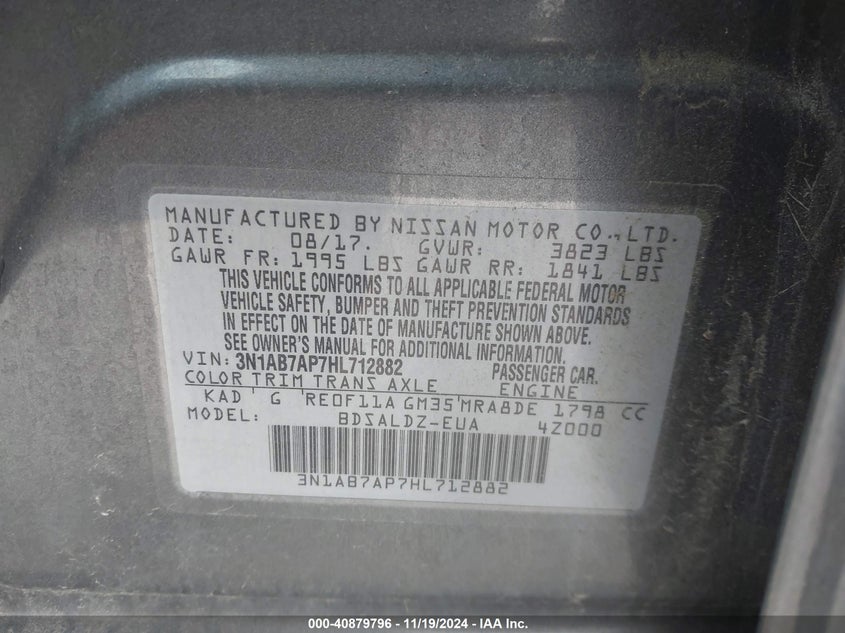 MANUFACTURED BY NISSAN MOTOR CO., LTD.
DATE: 08/17. GVWR: 3823 LBS
GAWR FR: 1995 LBS GAWR RR: 1841 LBS
THIS VEHICLE CONFORMS TO ALL APPLICABLE FEDERAL MOTOR
VEHICLE SAFETY, BUMPER AND THEFT PREVENTION STANDARDS
IN EFFECT ON THE DATE OF MANUFACTURE SHOWN ABOVE.
SEE OWNER'S MANUAL FOR ADDITIONAL INFORMATION.
VIN: 3N1AB7AP7HL712882 PASSENGER CAR.
COLOR TRIM TRANS AXLE ENGINE
KAD G RE0F11A GM35 MRA8DE 1798 CC
MODEL: BDSALDZ-EUA 4Z000
3N1AB7AP7HL712882
000-40879796 - 11/19/2024 - IAA Inc.